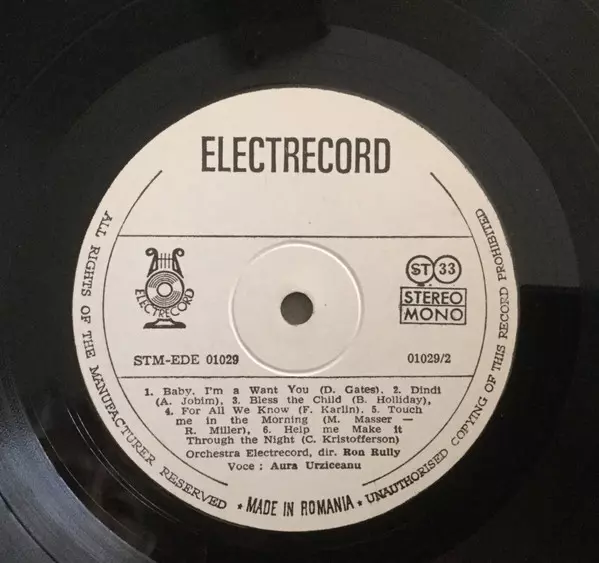 ELECTRECORD
ELECTRECORD
ST 33
STEREO
MONO
STM-EDE 01029
01029/2
1. Baby, I'm a Want You (D. Gates), 2. Dindi
(A. Jobim), 3. Bless the Child (B. Holliday),
4. For All We Know (F. Karlin), 5. Touch
me in the Morning (M. Masser —
R. Miller), 6. Help me Make it
Through the Night (C. Kristofferson)
Orchestra Electrecord, dir. Ron Rully
Voce : Aura Urziceanu
ALL RIGHTS OF THE MANUFACTURER RESERVED * MADE IN ROMANIA * UNAUTHORISED COPYING OF THIS RECORD PROHIBITED